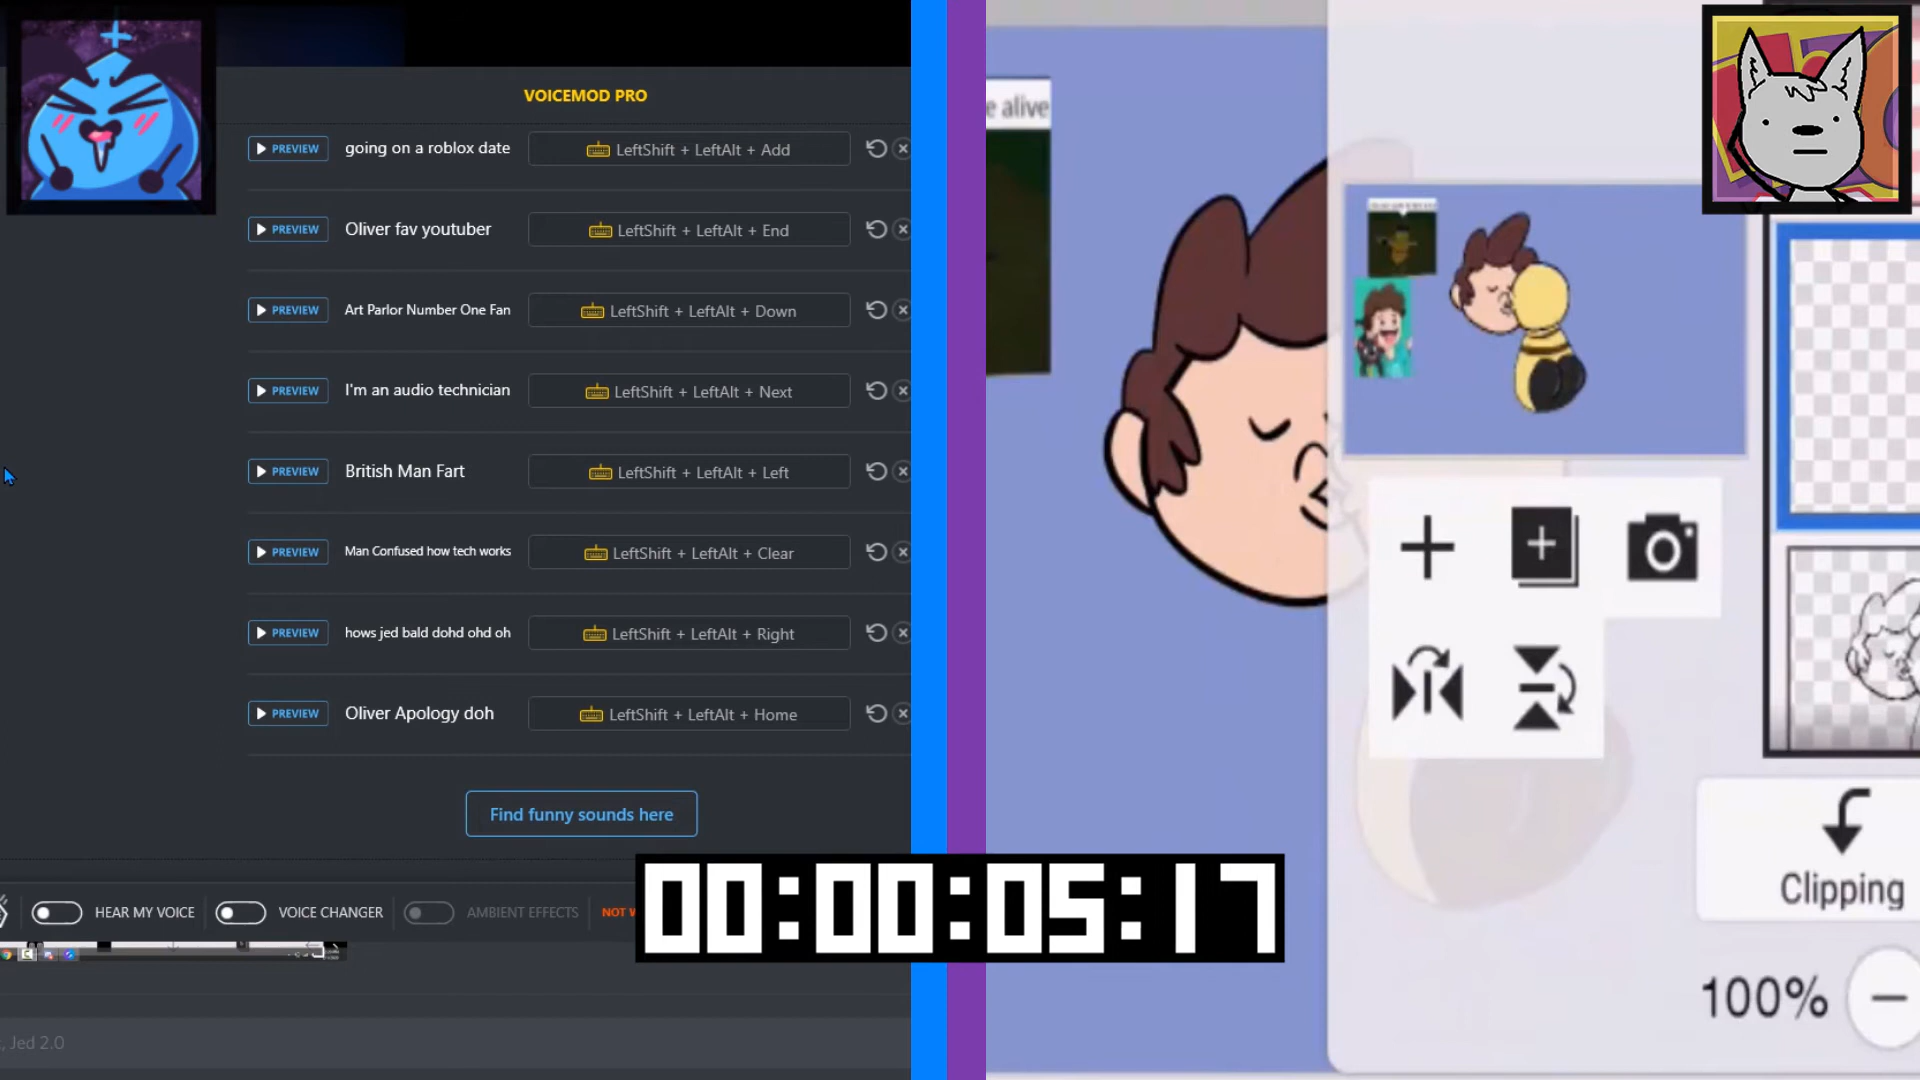 VOICEMOD PRO
PREVIEW going on a roblox date LeftShift + LeftAlt + Add
PREVIEW Oliver fav youtuber LeftShift + LeftAlt + End
PREVIEW Art Parlor Number One Fan LeftShift + LeftAlt + Down
PREVIEW I'm an audio technician LeftShift + LeftAlt + Next
PREVIEW British Man Fart LeftShift + LeftAlt + Left
PREVIEW Man Confused how tech works LeftShift + LeftAlt + Clear
PREVIEW hows jed bald dohd ohd oh LeftShift + LeftAlt + Right
PREVIEW Oliver Apology doh LeftShift + LeftAlt + Home
Find funny sounds here
HEAR MY VOICE VOICE CHANGER AMBIENT EFFECTS NOT
00:00:05:17
, Jed 2.0
e alive
Clipping
100%